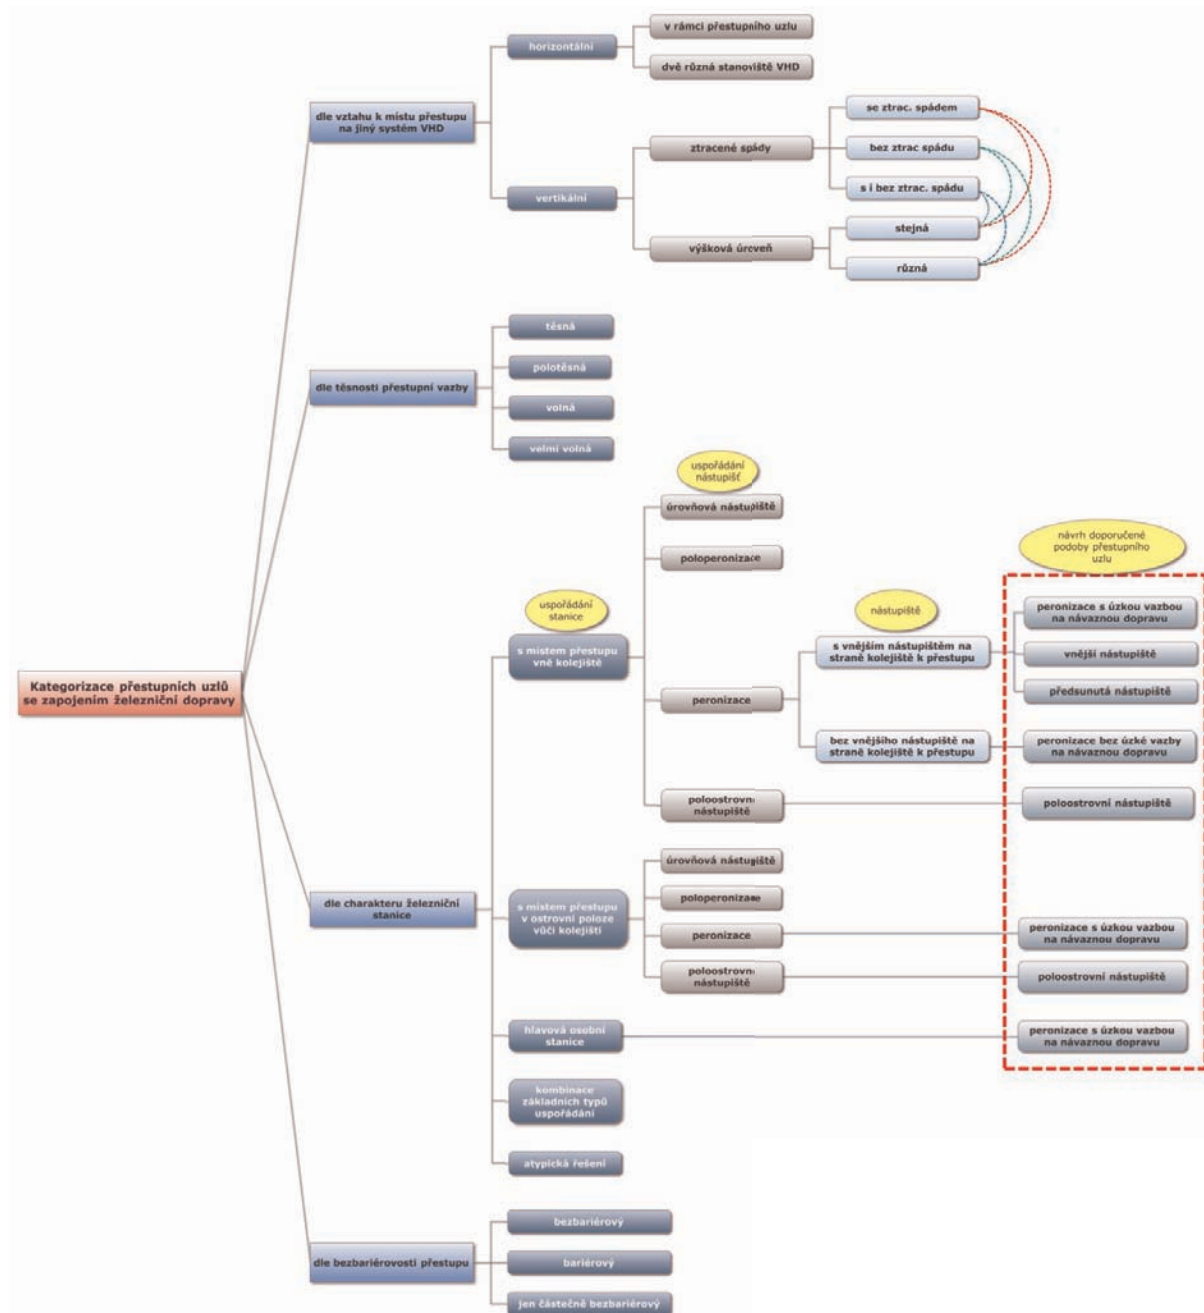 Kategorizace přestupních uzlů
se zapojením železniční dopravy
dle vztahu k místu přestupu
na jiný systém VHD
horizontální
v rámci přestupního uzlu
dvě různá stanoviště VHD
vertikální
ztracené spády
se ztrac. spádem
bez ztrac spádu
s i bez ztrac. spádu
výšková úroveň
stejná
různá
dle těsnosti přestupní vazby
těsná
polotěsná
volná
velmi volná
dle charakteru železniční
stanice
uspořádání
stanice
s místem přestupu
vně kolejiště
uspořádání
nástupišť
úrovňová nástupiště
poloperonizace
peronizace
nástupiště
s vnějším nástupištěm na
straně kolejiště k přestupu
návrh doporučené
podoby přestupního
uzlu
peronizace s úzkou vazbou
na návaznou dopravu
vnější nástupiště
předsunutá nástupiště
bez vnějšího nástupiště na
straně kolejiště k přestupu
peronizace bez úzké vazby
na návaznou dopravu
poloostrovní
nástupiště
poloostrovní nástupiště
s místem přestupu
v ostrovní poloze
vůči kolejišti
úrovňová nástupiště
poloperonizace
peronizace
peronizace s úzkou vazbou
na návaznou dopravu
poloostrovní
nástupiště
poloostrovní nástupiště
hlavová osobní
stanice
peronizace s úzkou vazbou
na návaznou dopravu
kombinace
základních typů
uspořádání
atypická řešení
dle bezbariérovosti přestupu
bezbariérový
bariérový
jen částečně bezbariérový